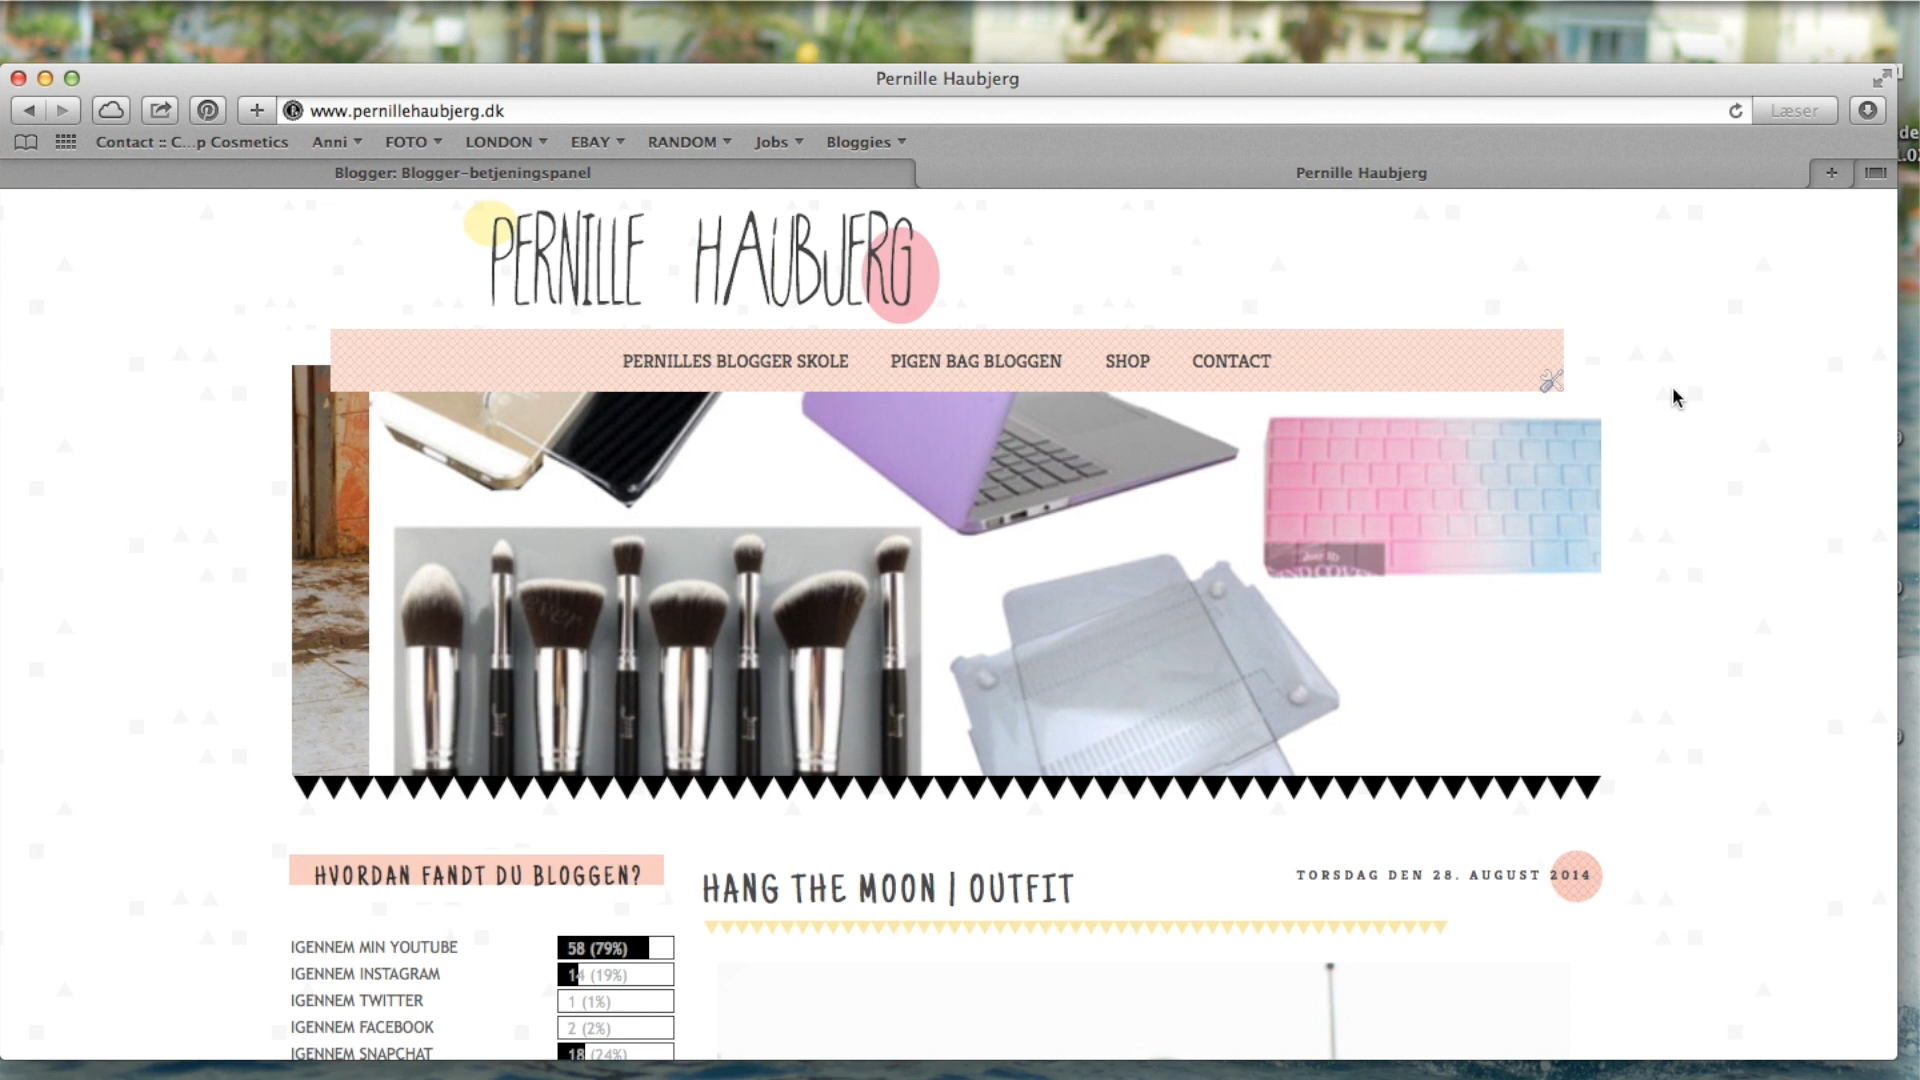 Pernille Haubjerg
www.pernillehaubjerg.dk
Læser
Contact :: C...p Cosmetics Anni FOTO LONDON EBAY RANDOM Jobs Bloggies
Blogger: Blogger-betjeningspanel
Pernille Haubjerg
PERNILLE HAUBJERG
PERNILLES BLOGGER SKOLE PIGEN BAG BLOGGEN SHOP CONTACT
HVORDAN FANDT DU BLOGGEN?
HANG THE MOON | OUTFIT
TORSDAG DEN 28. AUGUST 2014
IGENNEM MIN YOUTUBE 58 (79%)
IGENNEM INSTAGRAM 14 (19%)
IGENNEM TWITTER 1 (1%)
IGENNEM FACEBOOK 2 (2%)
IGENNEM SNAPCHAT 18 (24%)